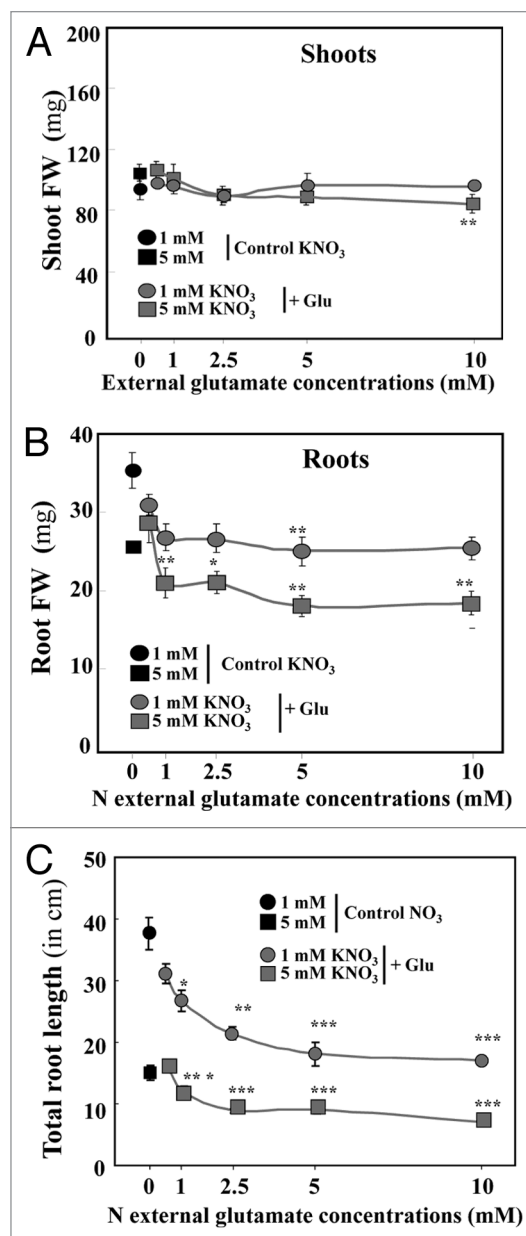 A
Shoots
200
160
120
80
40
0
Shoot FW (mg)
1 mM
5 mM
Control KNO₃
1 mM KNO₃
5 mM KNO₃
+ Glu
**
0 1 2.5 5 10
External glutamate concentrations (mM)
B
Roots
40
30
20
10
0
Root FW (mg)
**
**
*
**
**
1 mM
5 mM
Control KNO₃
1 mM KNO₃
5 mM KNO₃
+ Glu
0 1 2.5 5 10
N external glutamate concentrations (mM)
C
50
40
30
20
10
0
Total root length (in cm)
1 mM
5 mM
Control NO₃
1 mM KNO₃
5 mM KNO₃
+ Glu
*
**
***
***
** *
***
***
***
0 1 2.5 5 10
N external glutamate concentrations (mM)